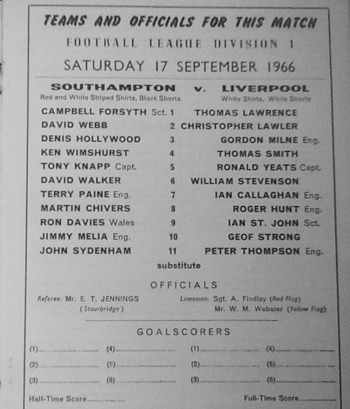 TEAMS AND OFFICIALS FOR THIS MATCH
FOOTBALL LEAGUE DIVISION 1
SATURDAY 17 SEPTEMBER 1966
SOUTHAMPTON v. LIVERPOOL
Red and White Striped Shirts, Black Shorts White Shirts, White Shorts
CAMPBELL FORSYTH Sct. 1 THOMAS LAWRENCE
DAVID WEBB 2 CHRISTOPHER LAWLER
DENIS HOLLYWOOD 3 GORDON MILNE Eng.
KEN WIMSHURST 4 THOMAS SMITH
TONY KNAPP Capt. 5 RONALD YEATS Capt.
DAVID WALKER 6 WILLIAM STEVENSON
TERRY PAINE Eng. 7 IAN CALLAGHAN Eng.
MARTIN CHIVERS 8 ROGER HUNT Eng.
RON DAVIES Wales 9 IAN ST. JOHN Sct.
JIMMY MELIA Eng. 10 GEOF STRONG
JOHN SYDENHAM 11 PETER THOMPSON Eng.
substitute
OFFICIALS
Referee: Mr. E. T. JENNINGS Linesmen: Sgt. A. Findlay (Red Flag)
(Stourbridge) Mr. W. M. Webster (Yellow Flag)
GOALSCORERS
(1) (4) (1) (4)
(2) (5) (2) (5)
(3) (6) (3) (6)
Half-Time Score Full-Time Score